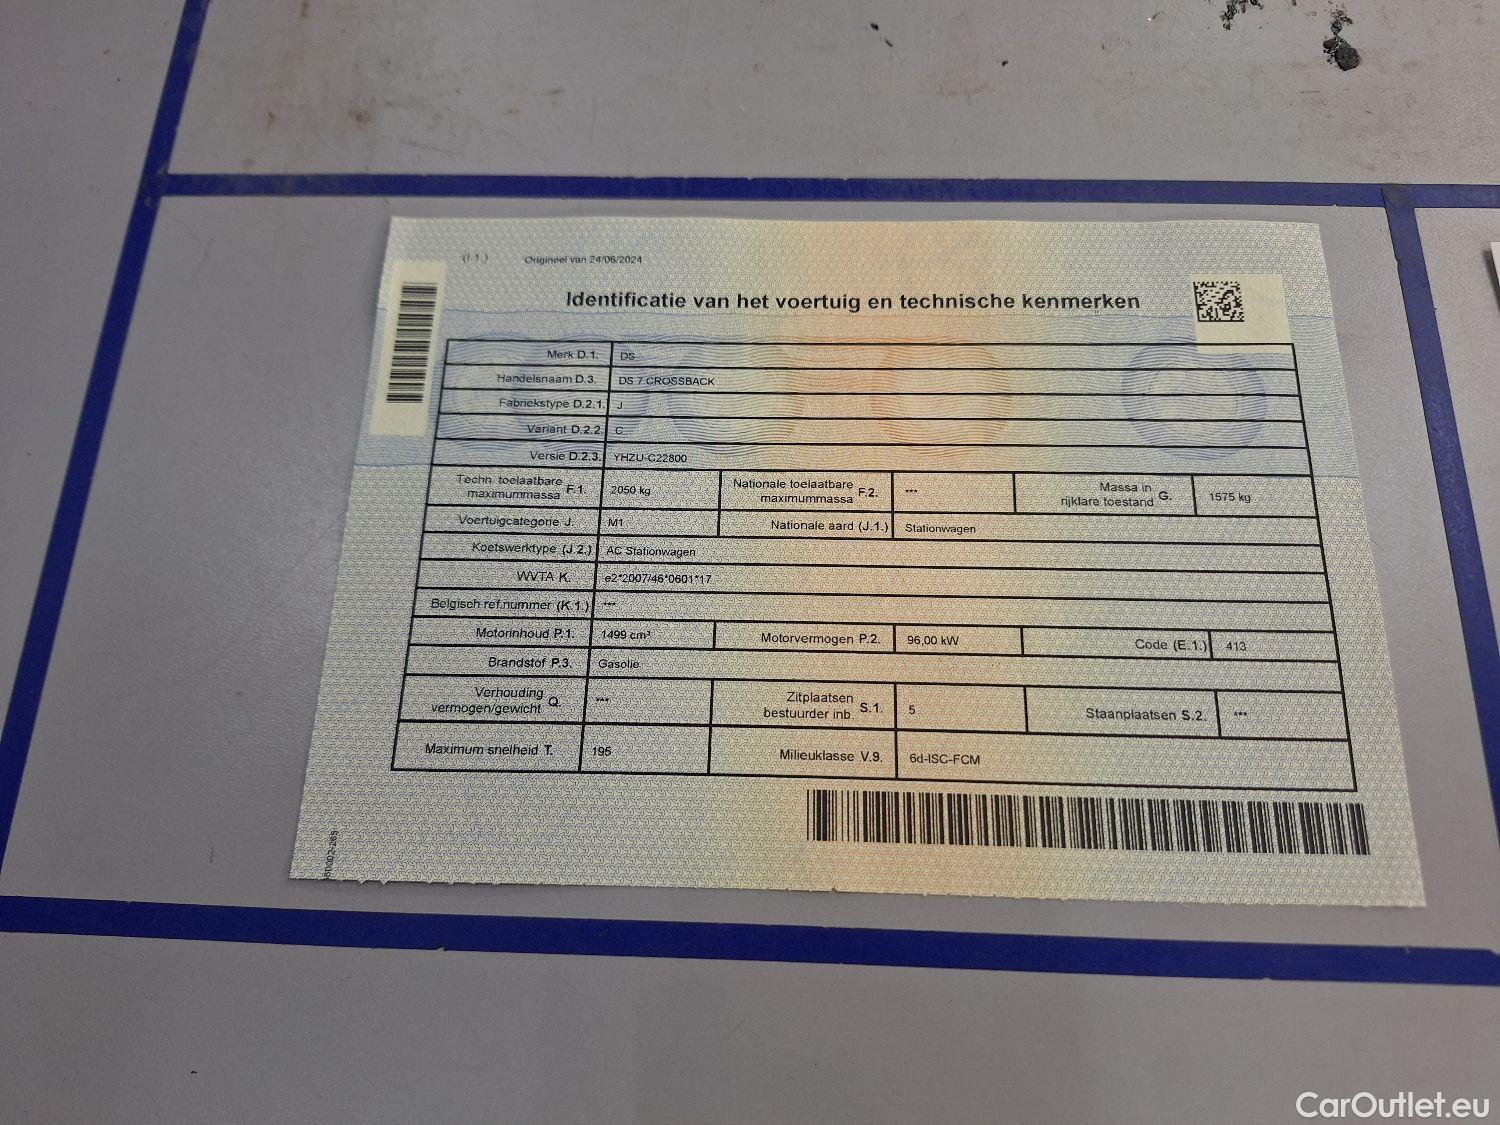 (I.1.) Origineel van 24/06/2024
Identificatie van het voertuig en technische kenmerken
Merk D.1. DS
Handelsnaam D.3. DS 7 CROSSBACK
Fabriekstype D.2.1. J
Variant D.2.2. C
Versie D.2.3. YHZU-C22800
Techn. toelaatbare maximummassa F.1. 2050 kg Nationale toelaatbare maximummassa F.2. *** Massa in rijklare toestand G. 1575 kg
Voertuigcategorie J. M1 Nationale aard (J.1.) Stationwagen
Koetswerktype (J.2.) AC Stationwagen
WVTA K. e2*2007/46*0601*17
Belgisch ref.nummer (K.1.) ***
Motorinhoud P.1. 1499 cm³ Motorvermogen P.2. 96,00 kW Code (E.1.) 413
Brandstof P.3. Gasolie
Verhouding vermogen/gewicht Q. *** Zitplaatsen bestuurder inb. S.1. 5 Staanplaatsen S.2. ***
Maximum snelheid T. 195 Milieuklasse V.9. 6d-ISC-FCM
CarOutlet.eu